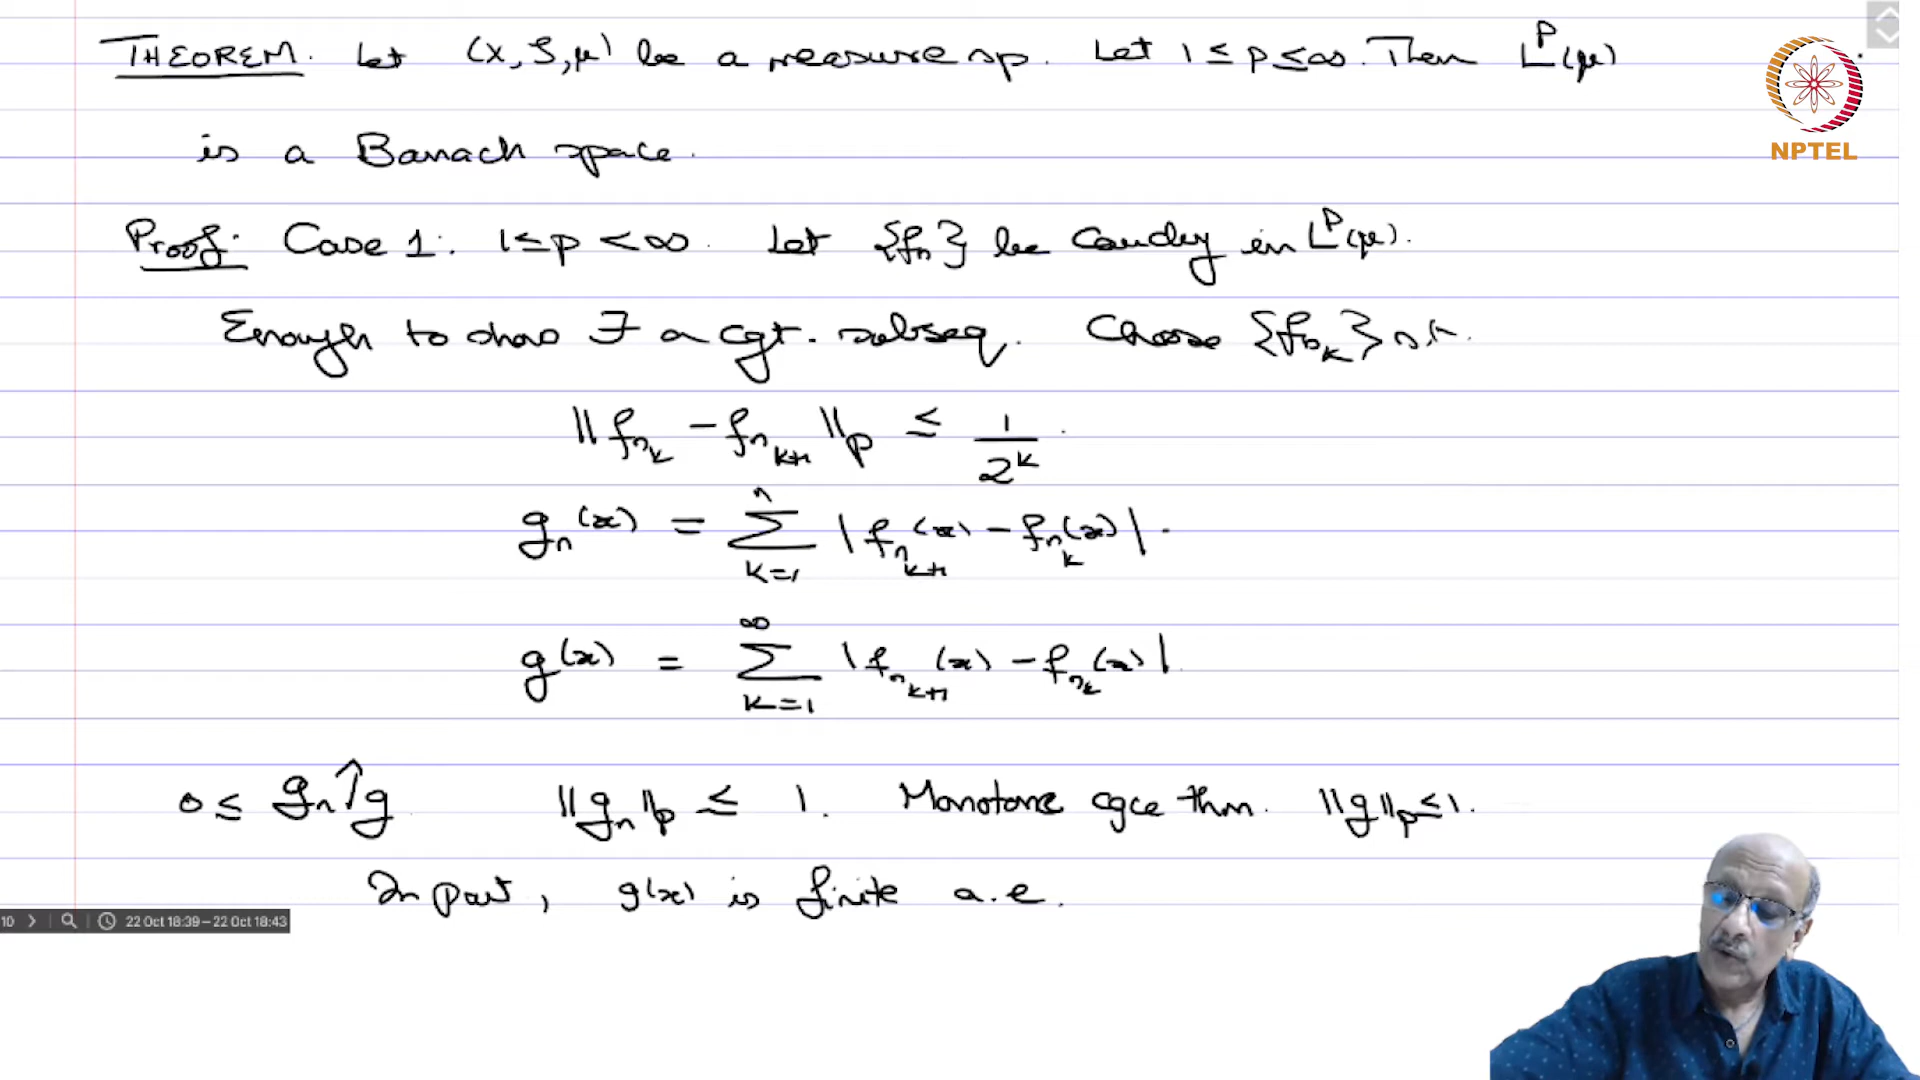 THEOREM. Let (X, S, μ) be a measure sp. Let 1 ≤ p ≤ ∞. Then L^p(μ)
is a Banach space.
NPTEL
Proof: Case 1: 1 ≤ p < ∞. Let {f_n} be Cauchy in L^p(μ).
Enough to show ∃ a cgt. subseq. Choose {f_{n_k}} s.t.
‖f_{n_k} − f_{n_{k+1}}‖_p ≤ 1/2^k.
g_n(x) = Σ_{k=1}^{n} |f_{n_{k+1}}(x) − f_{n_k}(x)|.
g(x) = Σ_{k=1}^{∞} |f_{n_{k+1}}(x) − f_{n_k}(x)|.
0 ≤ g_n ↑ g ‖g_n‖_p ≤ 1. Monotone cgce thm. ‖g‖_p ≤ 1.
In part, g(x) is finite a.e.
10 22 Oct 18:39 – 22 Oct 18:43